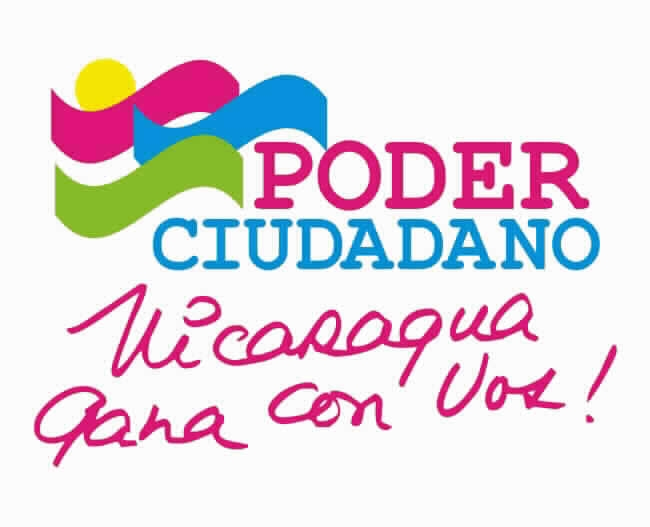 PODER
CIUDADANO
Nicaragua
gana con vos!